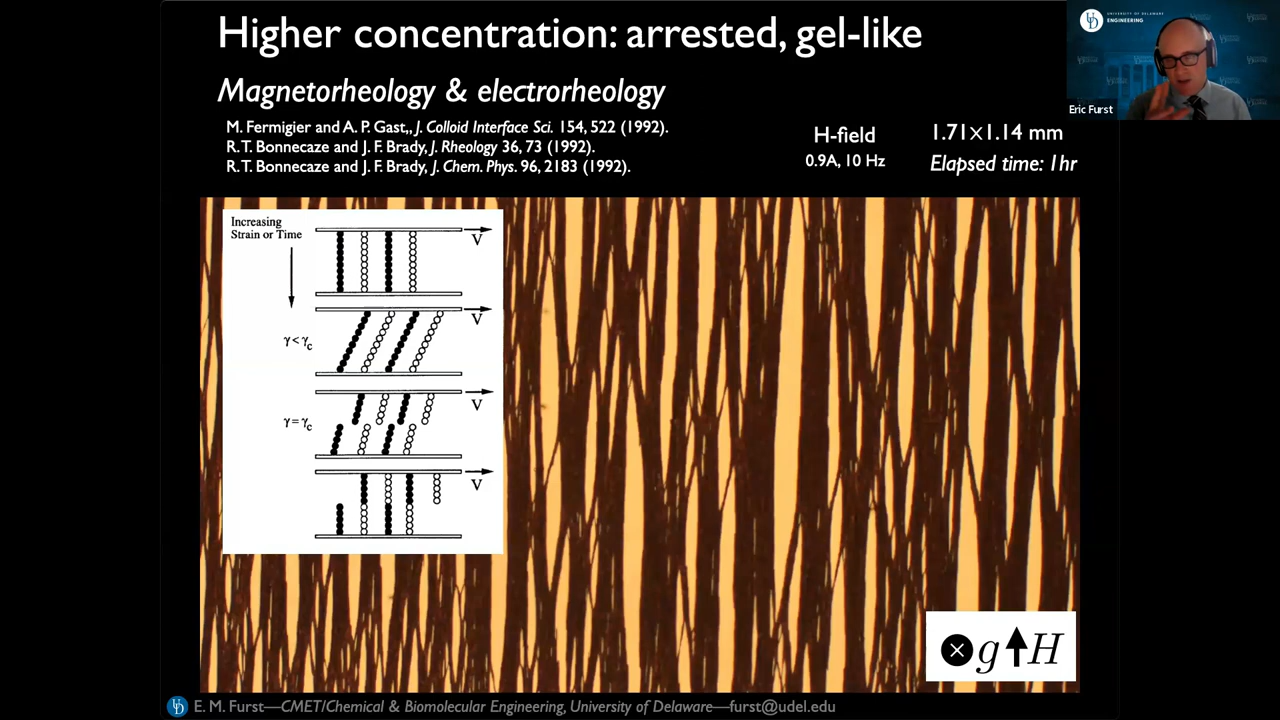 Higher concentration: arrested, gel-like
Magnetorheology & electrorheology
M. Fermigier and A. P. Gast,, J. Colloid Interface Sci. 154, 522 (1992).
R. T. Bonnecaze and J. F. Brady, J. Rheology 36, 73 (1992).
R. T. Bonnecaze and J. F. Brady, J. Chem. Phys. 96, 2183 (1992).
H-field
0.9A, 10 Hz
1.71×1.14 mm
Elapsed time: 1hr
UNIVERSITY OF DELAWARE
ENGINEERING
Eric Furst
Increasing
Strain or Time
V
V
γ < γc
V
γ = γc
V
⊗ g ↑ H
UD E. M. Furst—CMET/Chemical & Biomolecular Engineering, University of Delaware—furst@udel.edu